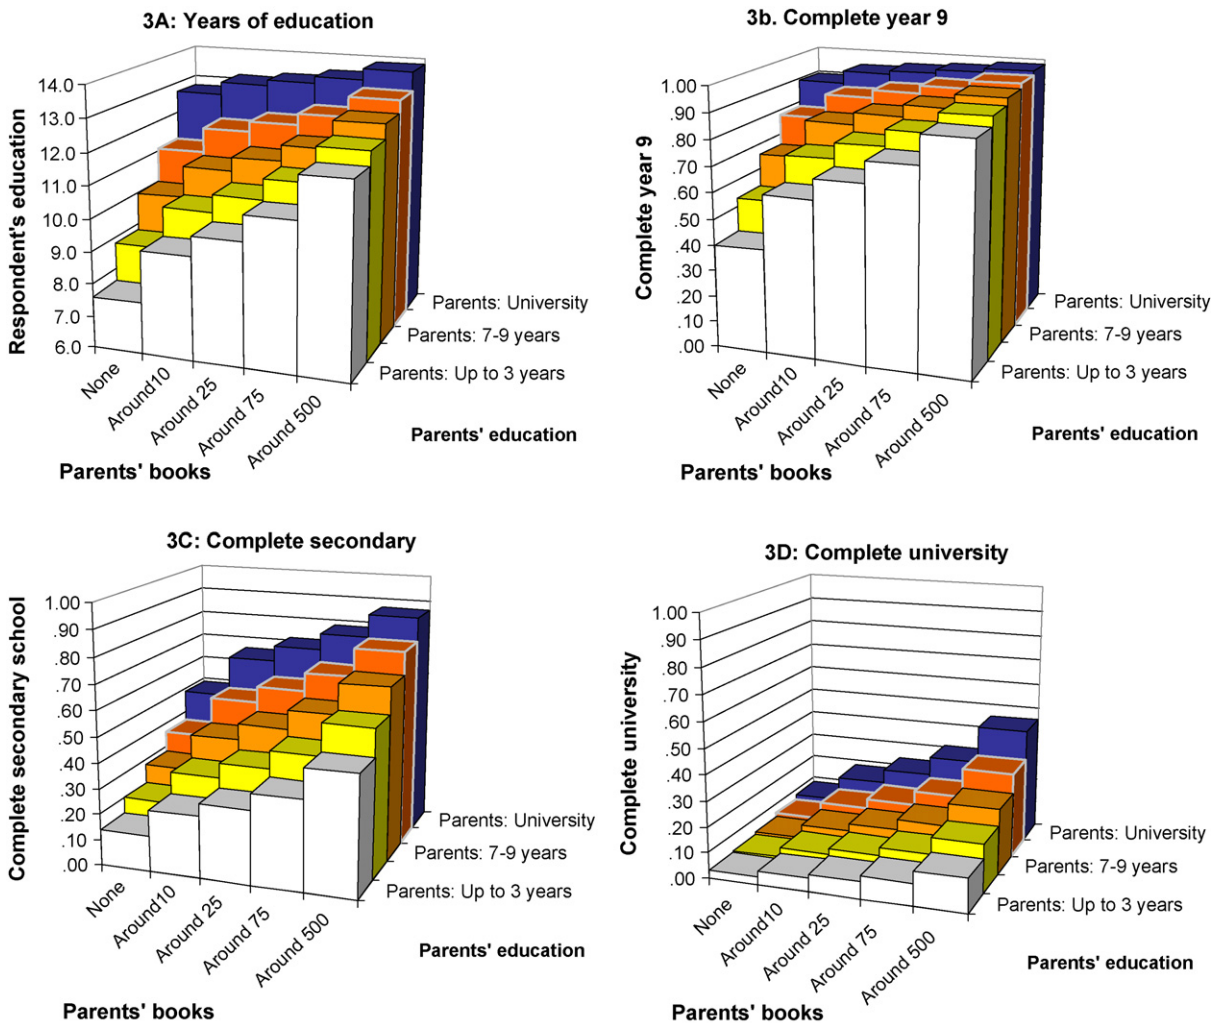 3A: Years of education
Respondent's education
14.0
13.0
12.0
11.0
10.0
9.0
8.0
7.0
6.0
None
Around10
Around 25
Around 75
Around 500
Parents: University
Parents: 7-9 years
Parents: Up to 3 years
Parents' education
Parents' books
3b. Complete year 9
Complete year 9
1.00
.90
.80
.70
.60
.50
.40
.30
.20
.10
.00
None
Around10
Around 25
Around 75
Around 500
Parents: University
Parents: 7-9 years
Parents: Up to 3 years
Parents' education
Parents' books
3C: Complete secondary
Complete secondary school
1.00
.90
.80
.70
.60
.50
.40
.30
.20
.10
.00
None
Around10
Around 25
Around 75
Around 500
Parents: University
Parents: 7-9 years
Parents: Up to 3 years
Parents' education
Parents' books
3D: Complete university
Complete university
1.00
.90
.80
.70
.60
.50
.40
.30
.20
.10
.00
None
Around10
Around 25
Around 75
Around 500
Parents: University
Parents: 7-9 years
Parents: Up to 3 years
Parents' education
Parents' books